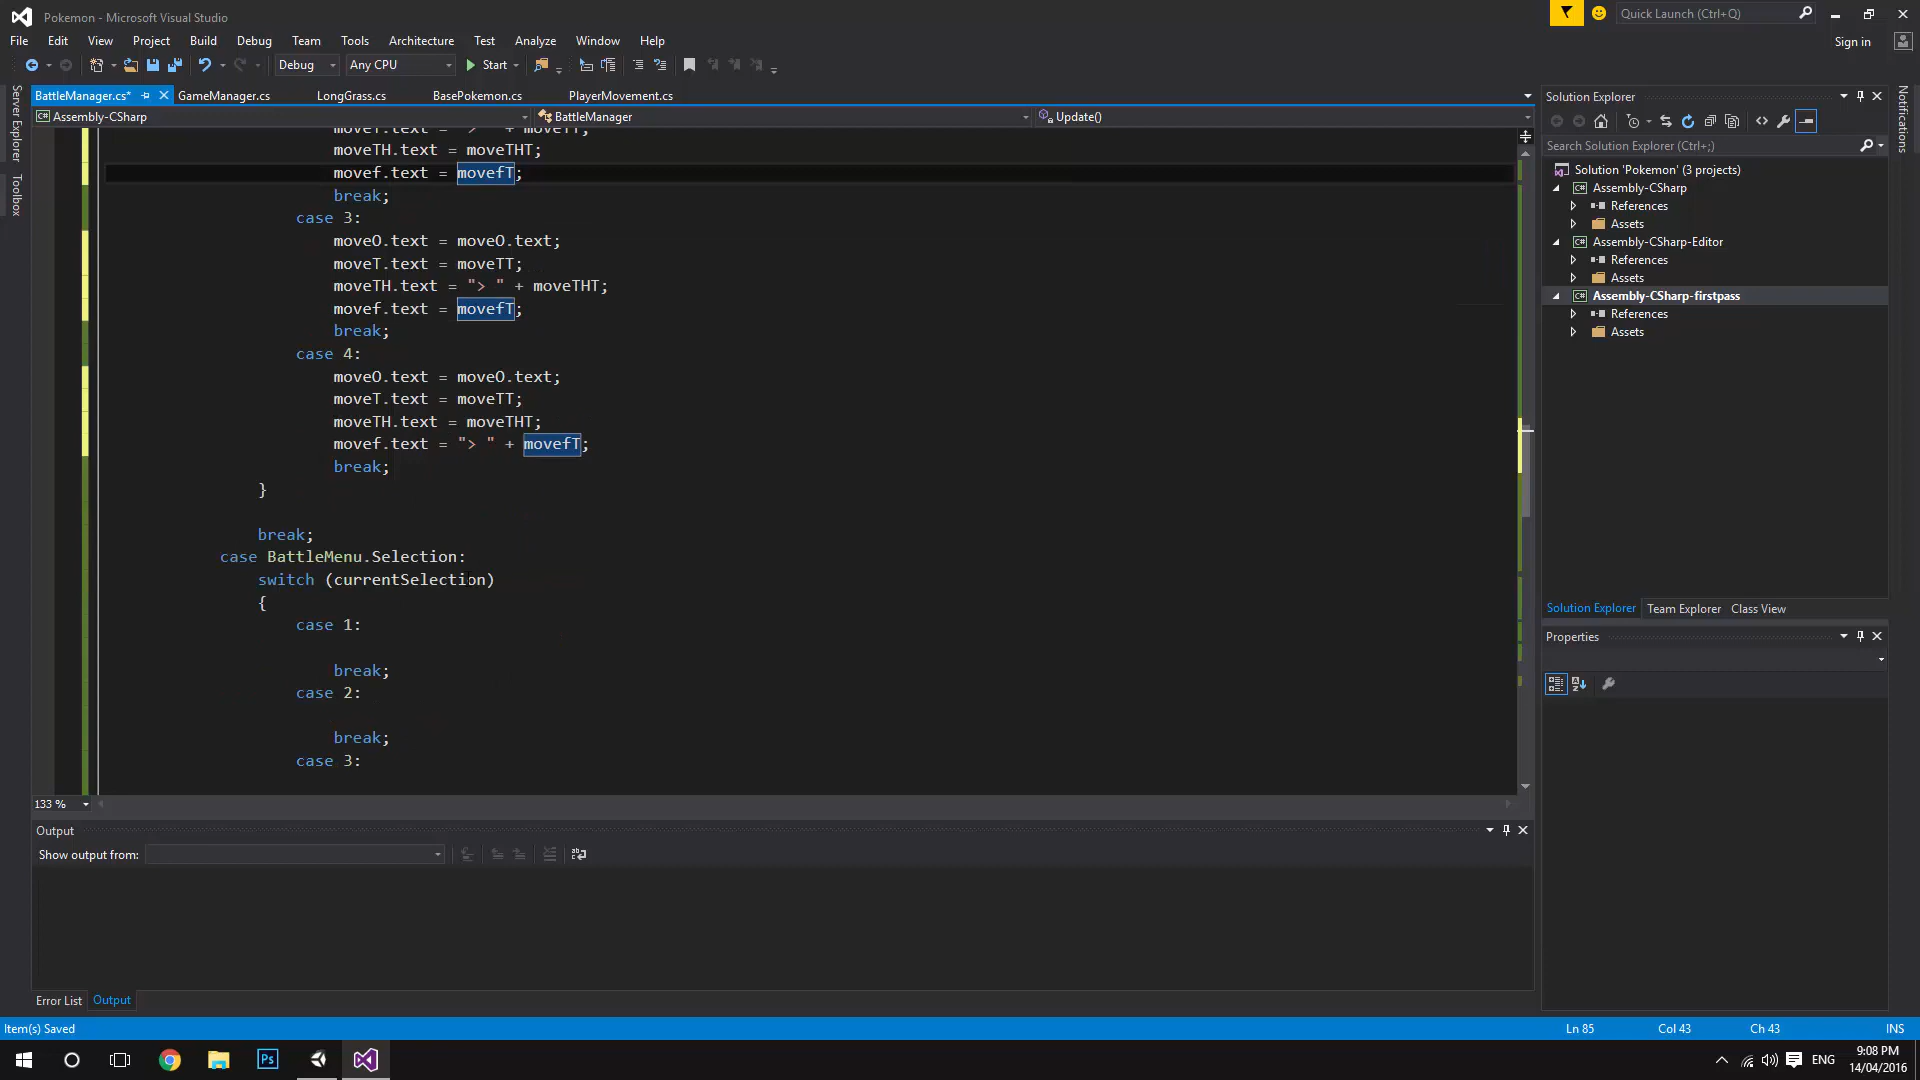 Pokemon - Microsoft Visual Studio
Quick Launch (Ctrl+Q)
File Edit View Project Build Debug Team Tools Architecture Test Analyze Window Help
Sign in
Debug Any CPU Start
BattleManager.cs* GameManager.cs LongGrass.cs BasePokemon.cs PlayerMovement.cs
Assembly-CSharp BattleManager Update()
Server Explorer
Toolbox
moveTH.text = moveTHT;
movef.text = movefT;
break;
case 3:
moveO.text = moveO.text;
moveT.text = moveTT;
moveTH.text = "> " + moveTHT;
movef.text = movefT;
break;
case 4:
moveO.text = moveO.text;
moveT.text = moveTT;
moveTH.text = moveTHT;
movef.text = "> " + movefT;
break;
}
break;
case BattleMenu.Selection:
switch (currentSelection)
{
case 1:
break;
case 2:
break;
case 3:
133 %
Output
Show output from:
Error List Output
Solution Explorer
Search Solution Explorer (Ctrl+;)
Solution 'Pokemon' (3 projects)
Assembly-CSharp
References
Assets
Assembly-CSharp-Editor
References
Assets
Assembly-CSharp-firstpass
References
Assets
Solution Explorer Team Explorer Class View
Properties
Notifications
Item(s) Saved Ln 85 Col 43 Ch 43 INS
Ps
ENG
9:08 PM
14/04/2016